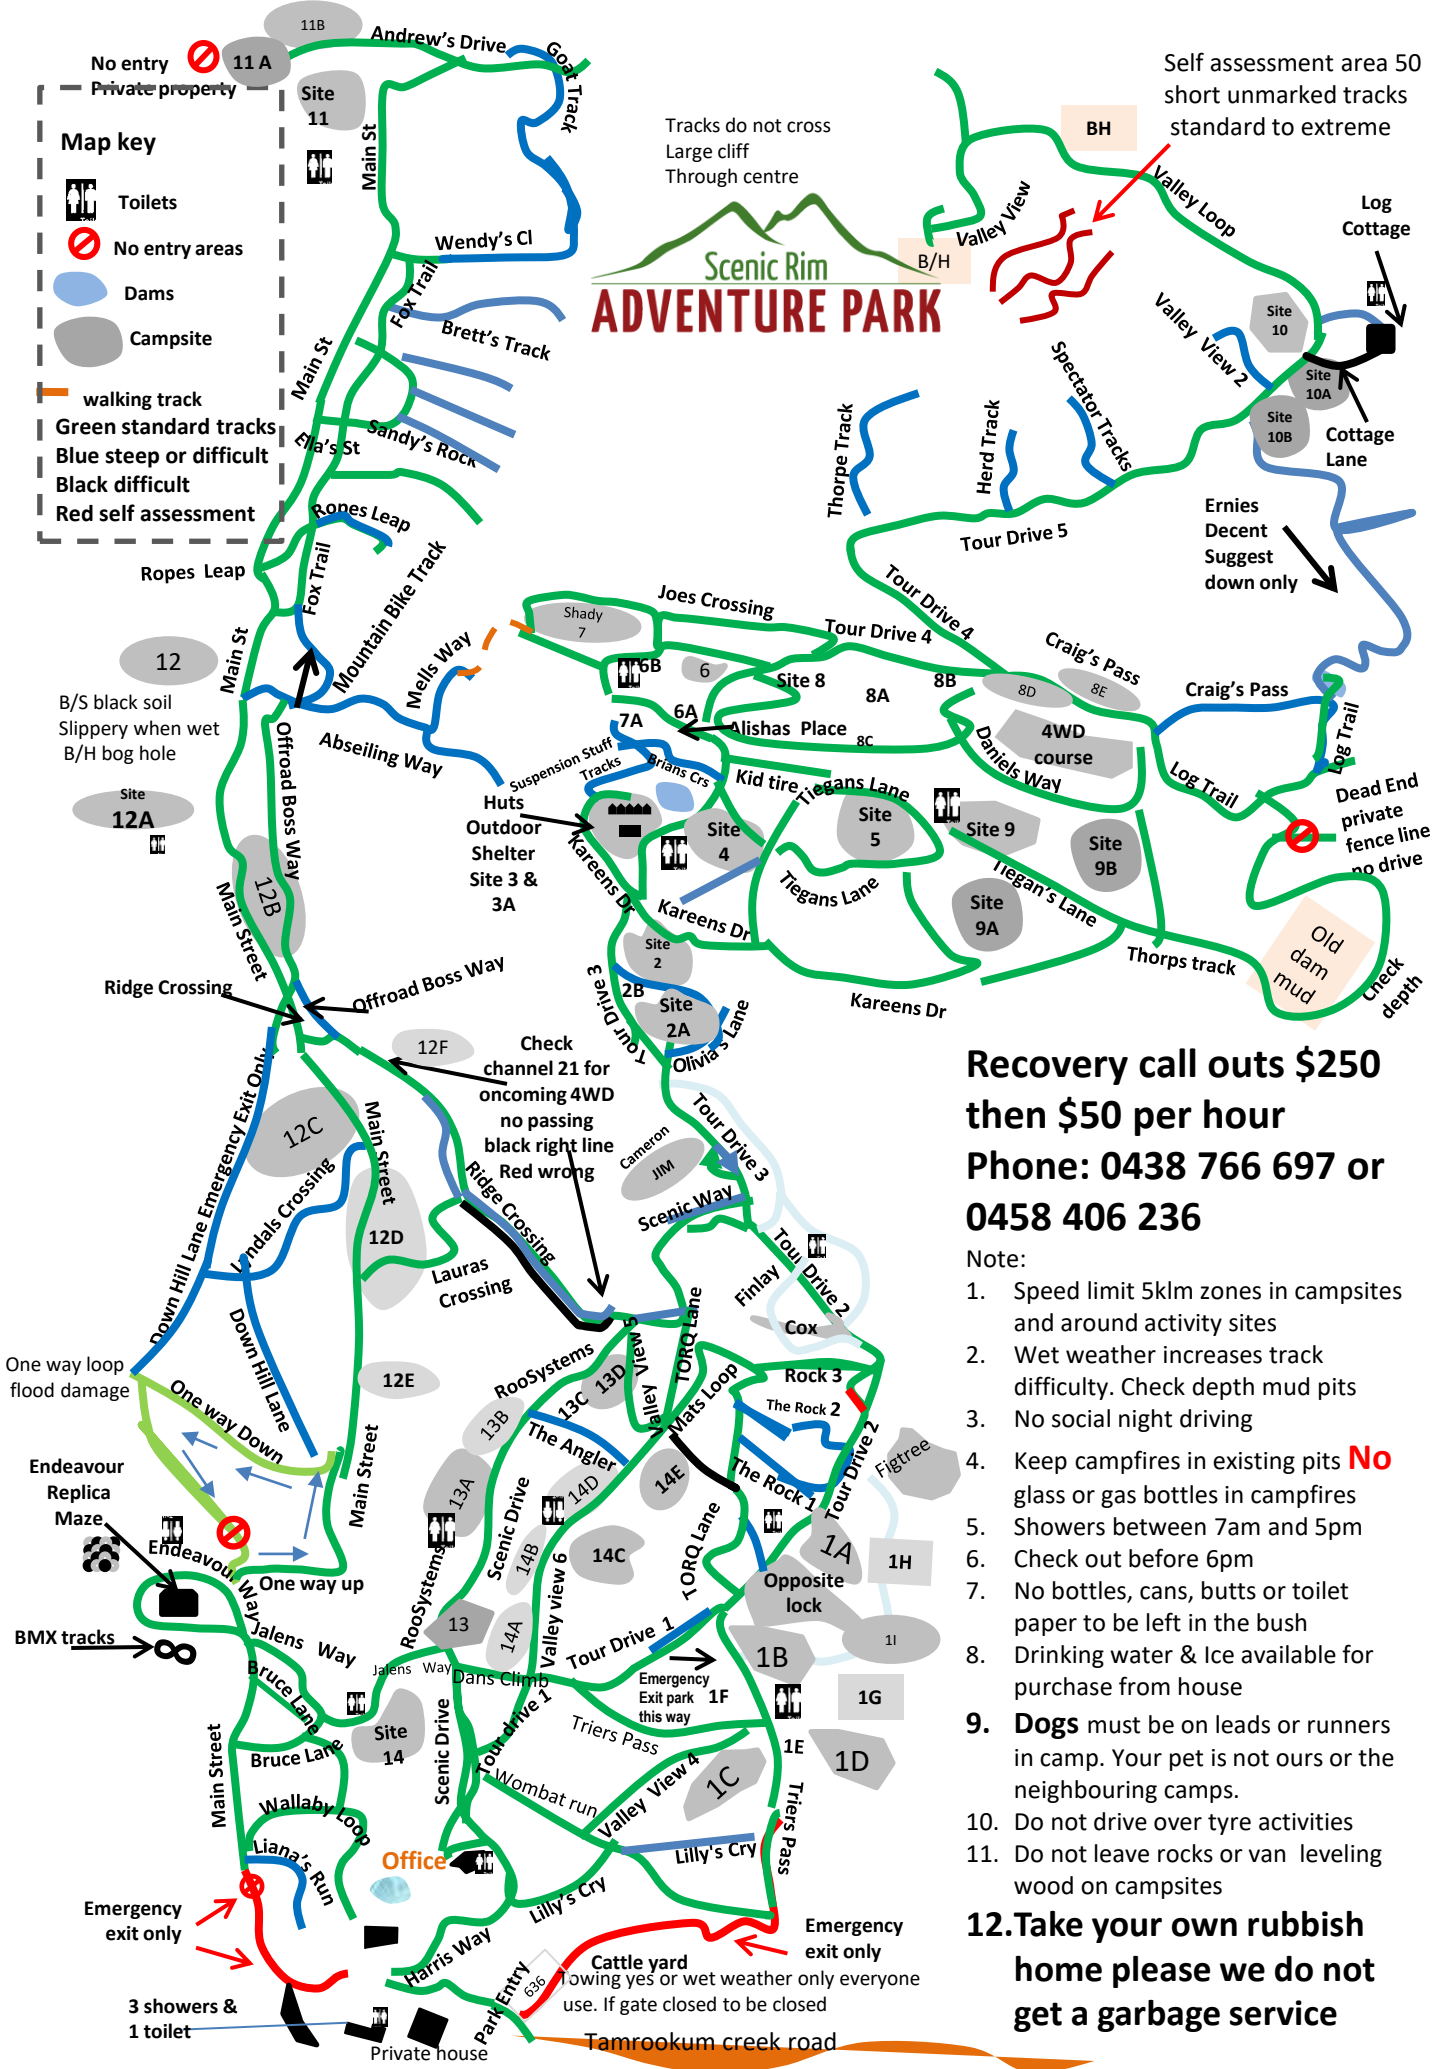 11B
Andrew's Drive
Goat Track
No entry
Private property
11 A
Site
11
Main St
Map key
Toilets
No entry areas
Dams
Campsite
walking track
Green standard tracks
Blue steep or difficult
Black difficult
Red self assessment
Tracks do not cross
Large cliff
Through centre
Scenic Rim
ADVENTURE PARK
Self assessment area 50
short unmarked tracks
standard to extreme
BH
Valley Loop
Valley View
B/H
Log
Cottage
Wendy's Cl
Fox Trail
Brett's Track
Main St
Ella's St
Sandy's Rock
Ropes Leap
Ropes Leap
Fox Trail
Mountain Bike Track
Site
10
Valley View 2
Site
10A
Site
10B
Cottage
Lane
Spectator Tracks
Herd Track
Thorpe Track
Tour Drive 5
Ernies
Decent
Suggest
down only
Tour Drive 4
Joes Crossing
Tour Drive 4
Shady
7
Mells Way
Main St
12
B/S black soil
Slippery when wet
B/H bog hole
6B
6
Site 8
8A
8B
8D
8E
Craig's Pass
Craig's Pass
Log Trail
Log Trail
7A
6A
Alishas Place
8C
4WD
course
Daniels Way
Abseiling Way
Offroad Boss Way
Suspension Stuff
Tracks
Brians Crs
Kid tire
Tiegans Lane
Site
12A
Huts
Outdoor
Shelter
Site 3 &
3A
Site
4
Site
5
Site 9
Site
9B
Dead End
private
fence line
no drive
Kareens Dr
Tiegans Lane
Tiegan's Lane
Site
9A
12B
Main Street
Kareens Dr
Site
2
Thorps track
Old
dam
mud
Check
depth
Ridge Crossing
Offroad Boss Way
Tour Drive 3
2B
Site
2A
Olivia's Lane
Kareens Dr
12F
Check
channel 21 for
oncoming 4WD
no passing
black right line
Red wrong
Recovery call outs $250
then $50 per hour
Phone: 0438 766 697 or
0458 406 236
Note:
1. Speed limit 5klm zones in campsites
and around activity sites
2. Wet weather increases track
difficulty. Check depth mud pits
3. No social night driving
4. Keep campfires in existing pits No
glass or gas bottles in campfires
5. Showers between 7am and 5pm
6. Check out before 6pm
7. No bottles, cans, butts or toilet
paper to be left in the bush
8. Drinking water & Ice available for
purchase from house
9. Dogs must be on leads or runners
in camp. Your pet is not ours or the
neighbouring camps.
10. Do not drive over tyre activities
11. Do not leave rocks or van leveling
wood on campsites
12.Take your own rubbish
home please we do not
get a garbage service
Down Hill Lane Emergency Exit Only
12C
Main Street
Lyndals Crossing
12D
Ridge Crossing
Lauras
Crossing
Tour Drive 3
Cameron
JIM
Scenic Way
Tour Drive 2
Finlay
Cox
Down Hill Lane
One way loop
flood damage
One way Down
12E
Main Street
RooSystems
Valley View 5
TORQ Lane
13D
13C
13B
Mats Loop
Rock 3
The Rock 2
The Angler
13A
14D
14E
The Rock 1
Tour Drive 2
Figtree
Endeavour
Replica
Maze
Endeavour Way
One way up
Scenic Drive
RooSystems
14B
14C
Valley view 6
TORQ Lane
1A
1H
Opposite
lock
1I
BMX tracks
Jalens Way
Bruce Lane
13
14A
Jalens Way
Dans Climb
Tour Drive 1
1B
Emergency
Exit park
this way
1F
1G
Site
14
Scenic Drive
Tour drive 1
Triers Pass
1E
1D
Main Street
Bruce Lane
Wombat run
Valley View 4
1C
Triers Pass
Wallaby Loop
Liana's Run
Office
Lilly's Cry
Lilly's Cry
Emergency
exit only
Harris Way
Emergency
exit only
Cattle yard
Park Entry
636
Towing yes or wet weather only everyone
use. If gate closed to be closed
3 showers &
1 toilet
Private house
Tamrookum creek road